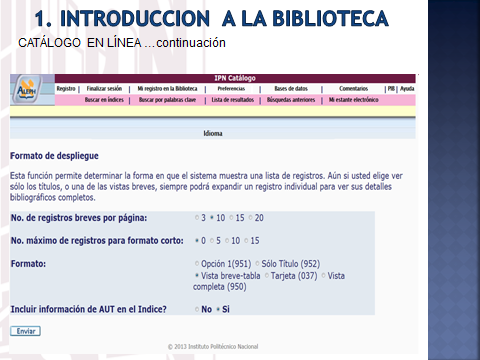 1. INTRODUCCION A LA BIBLIOTECA
CATÁLOGO EN LÍNEA …continuación
IPN Catálogo
ALEPH
Registro | Finalizar sesión | Mi registro en la Biblioteca | Preferencias | Bases de datos | Comentarios | PIB | Ayuda
Buscar en índices | Buscar por palabras clave | Lista de resultados | Búsquedas anteriores | Mi estante electrónico
Idioma
Formato de despliegue
Esta función permite determinar la forma en que el sistema muestra una lista de registros. Aún si usted elige ver
sólo los títulos, o una de las vistas breves, siempre podrá expandir un registro individual para ver sus detalles
bibliográficos completos.
No. de registros breves por página: 3 10 15 20
No. máximo de registros para formato corto: 0 5 10 15
Formato: Opción 1(951) Sólo Título (952)
Vista breve-tabla Tarjeta (037) Vista
completa (950)
Incluir información de AUT en el Indice? No Si
Enviar
© 2013 Instituto Politécnico Nacional